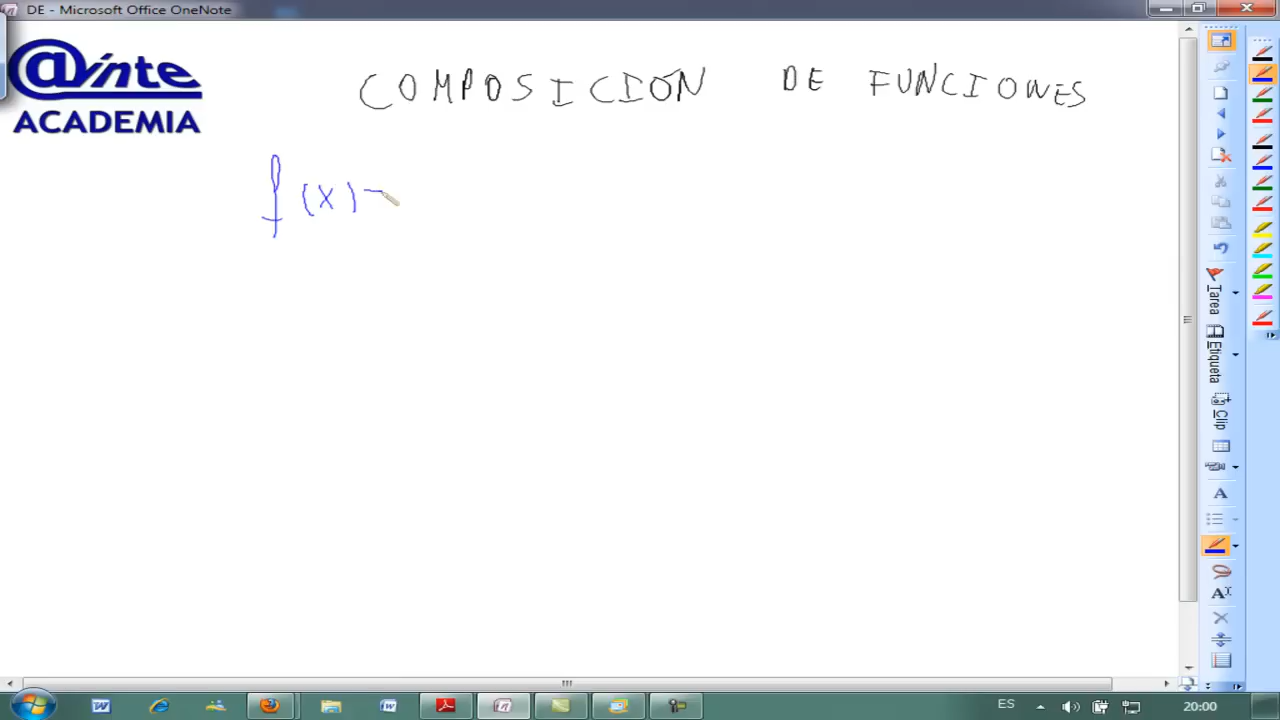 DE - Microsoft Office OneNote
@inte
ACADEMIA
COMPOSICION DE FUNCIONES
f(x)-
Tarea
Etiqueta
Clip
ES
20:00